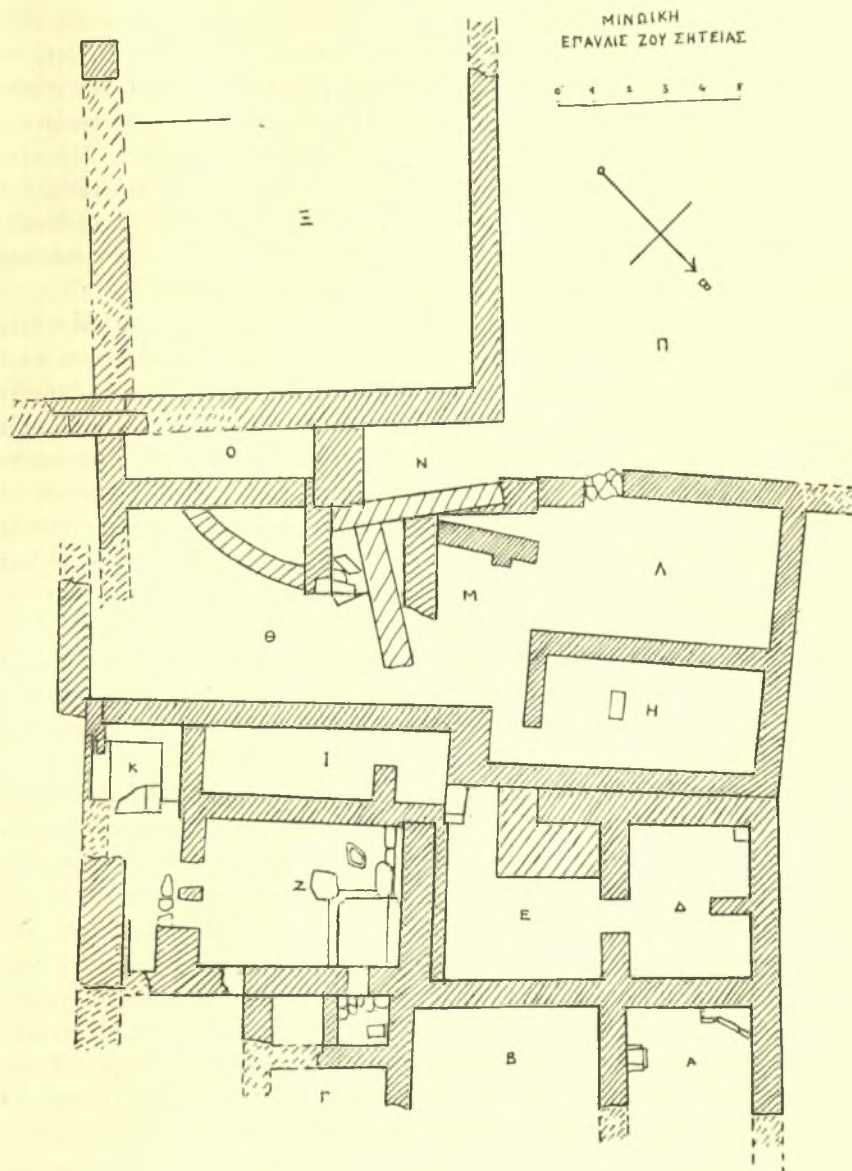 ΜΙΝΩΙΚΗ
ΕΠΑΥΛΙΣ ΖΟΥ ΣΗΤΕΙΑΣ
0 1 2 3 4 5
Ξ
Β
Π
Ο
Ν
Λ
Μ
Θ
Η
Ι
Κ
Ζ
Ε
Δ
Β
Α
Γ